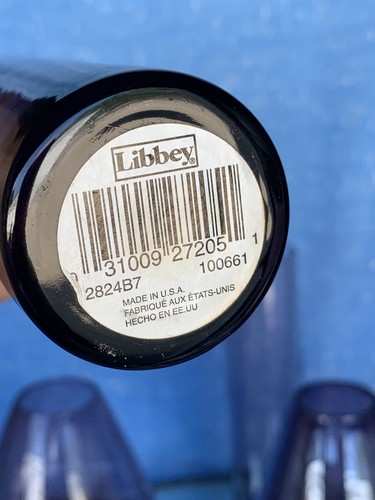 Libbey®
0 31009 27205 1
2824B7 100661
MADE IN U.S.A.
FABRIQUÉ AUX ÉTATS-UNIS
HECHO EN EE.UU